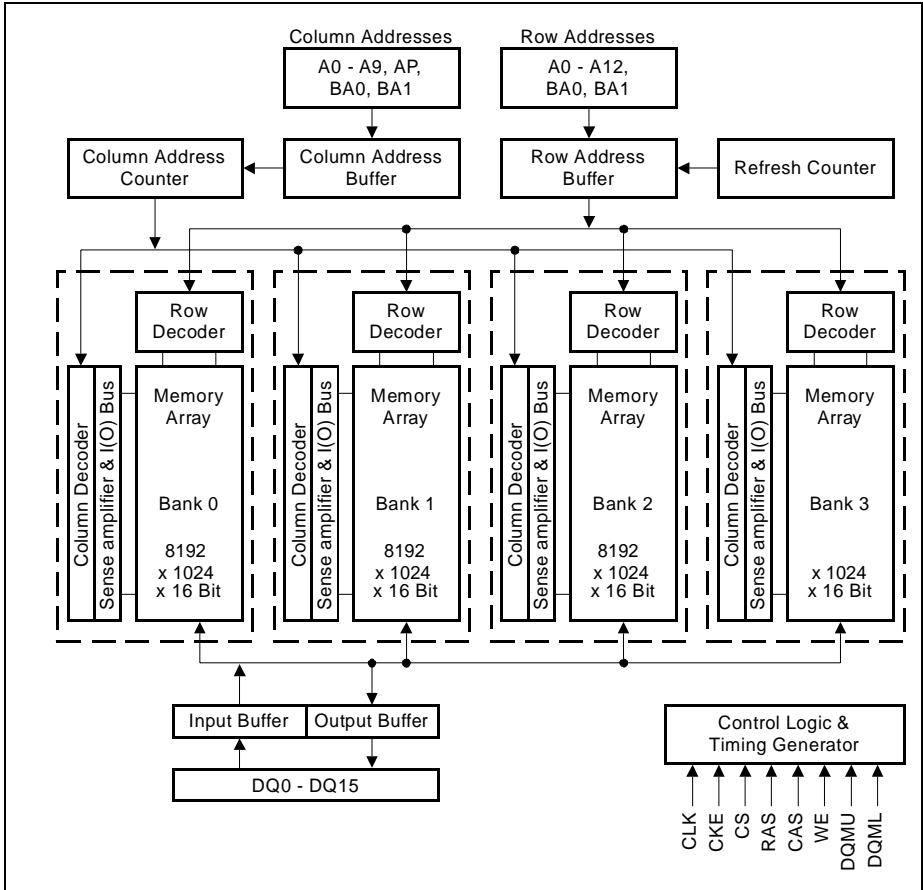 Column Addresses
Row Addresses
A0 - A9, AP,
BA0, BA1
A0 - A12,
BA0, BA1
Column Address
Counter
Column Address
Buffer
Row Address
Buffer
Refresh Counter
Row
Decoder
Row
Decoder
Row
Decoder
Row
Decoder
Column Decoder
Sense amplifier & I(O) Bus
Memory
Array
Bank 0
8192
x 1024
x 16 Bit
Column Decoder
Sense amplifier & I(O) Bus
Memory
Array
Bank 1
8192
x 1024
x 16 Bit
Column Decoder
Sense amplifier & I(O) Bus
Memory
Array
Bank 2
8192
x 1024
x 16 Bit
Column Decoder
Sense amplifier & I(O) Bus
Memory
Array
Bank 3
x 1024
x 16 Bit
Input Buffer
Output Buffer
DQ0 - DQ15
Control Logic &
Timing Generator
CLK
CKE
CS
RAS
CAS
WE
DQMU
DQML